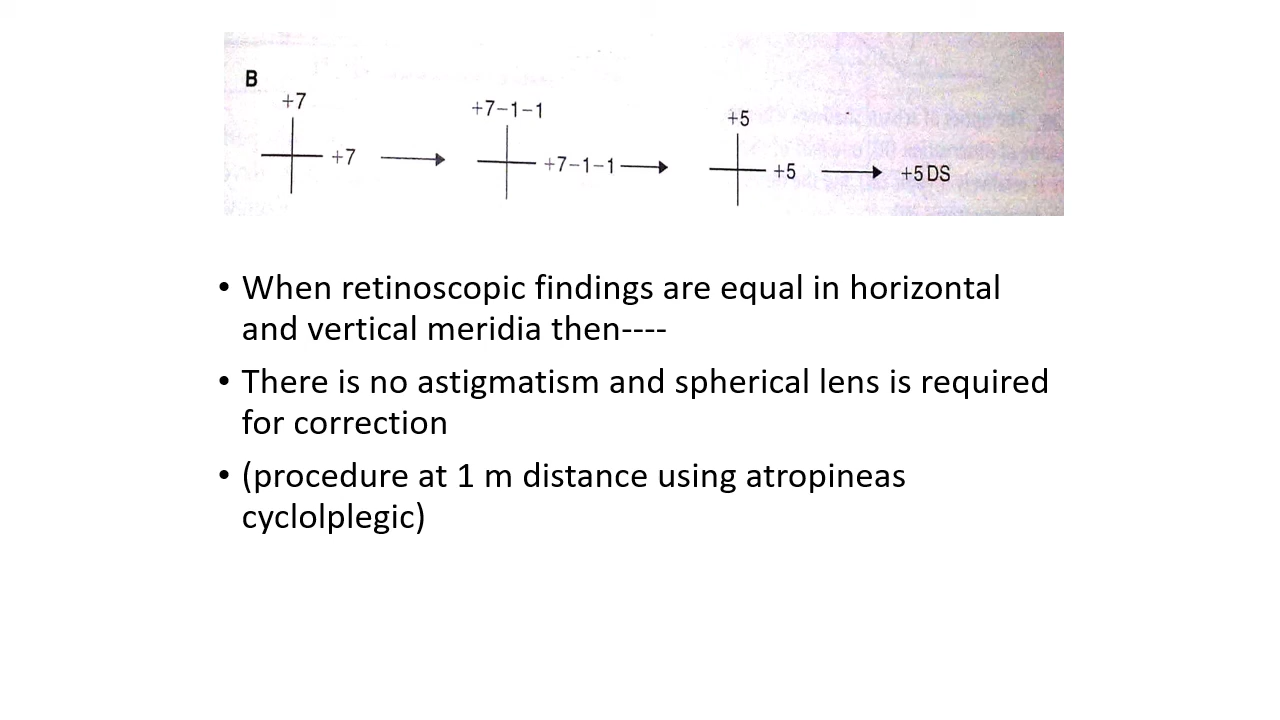 B
+7
+7
+7−1−1
+7−1−1
+5
+5
+5 DS
• When retinoscopic findings are equal in horizontal
and vertical meridia then----
• There is no astigmatism and spherical lens is required
for correction
• (procedure at 1 m distance using atropineas
cyclolplegic)